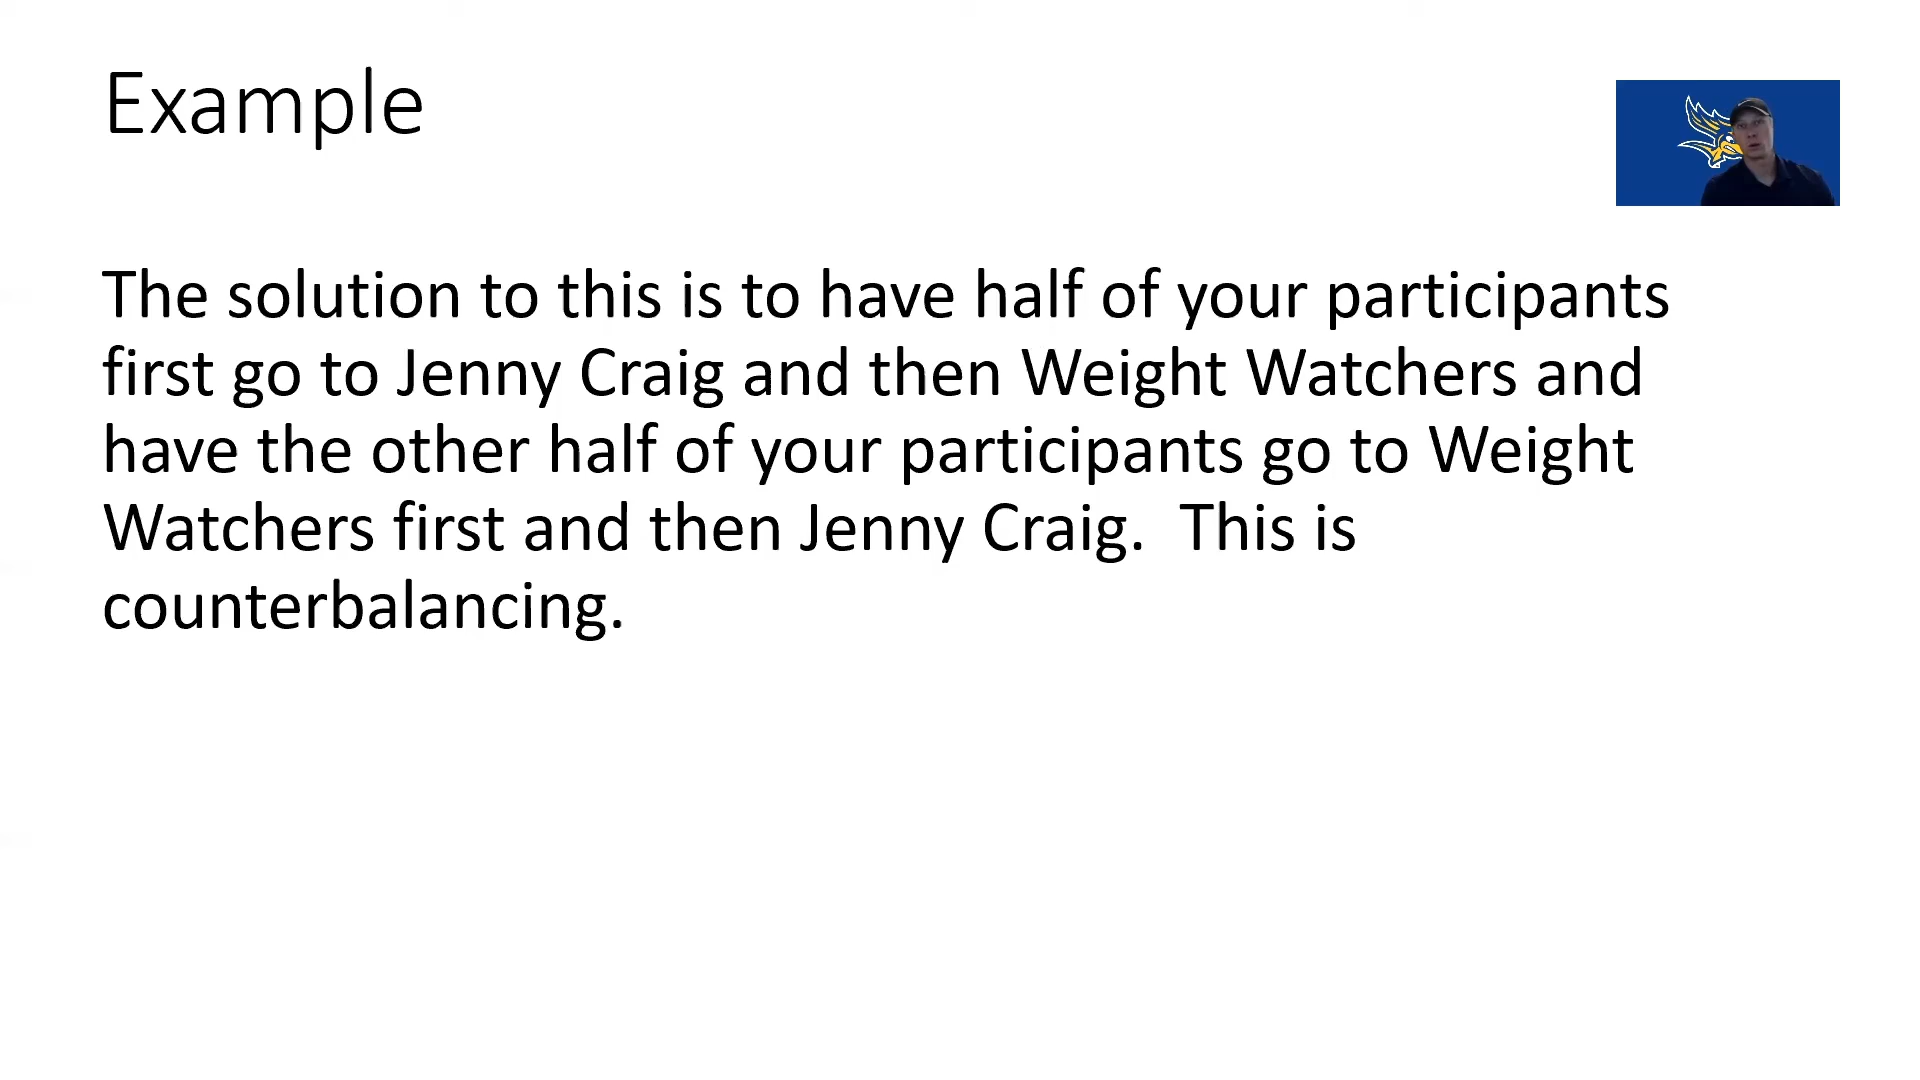 Example
The solution to this is to have half of your participants
first go to Jenny Craig and then Weight Watchers and
have the other half of your participants go to Weight
Watchers first and then Jenny Craig.  This is
counterbalancing.